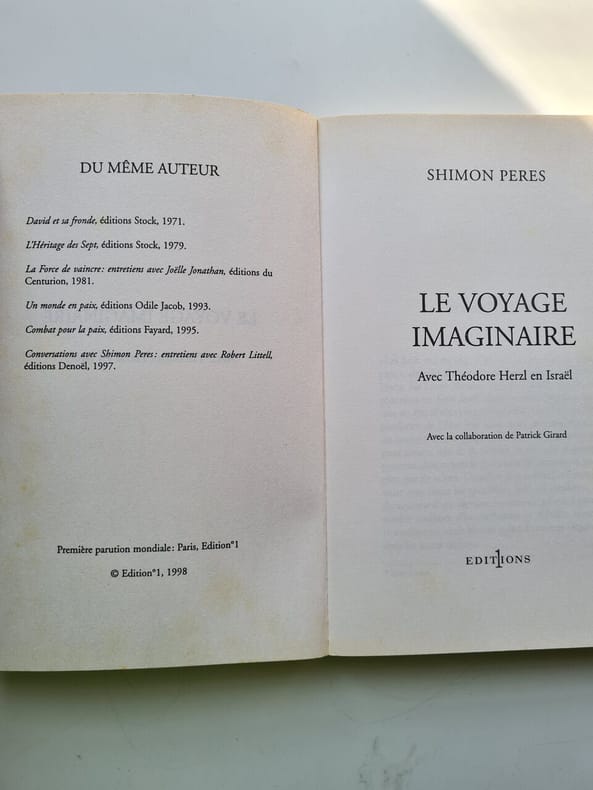 DU MÊME AUTEUR
David et sa fronde, éditions Stock, 1971.
L'Héritage des Sept, éditions Stock, 1979.
La Force de vaincre : entretiens avec Joëlle Jonathan, éditions du
Centurion, 1981.
Un monde en paix, éditions Odile Jacob, 1993.
Combat pour la paix, éditions Fayard, 1995.
Conversations avec Shimon Peres : entretiens avec Robert Littell,
éditions Denoël, 1997.
Première parution mondiale : Paris, Edition°1
© Edition°1, 1998
SHIMON PERES
LE VOYAGE
IMAGINAIRE
Avec Théodore Herzl en Israël
Avec la collaboration de Patrick Girard
EDIT1IONS